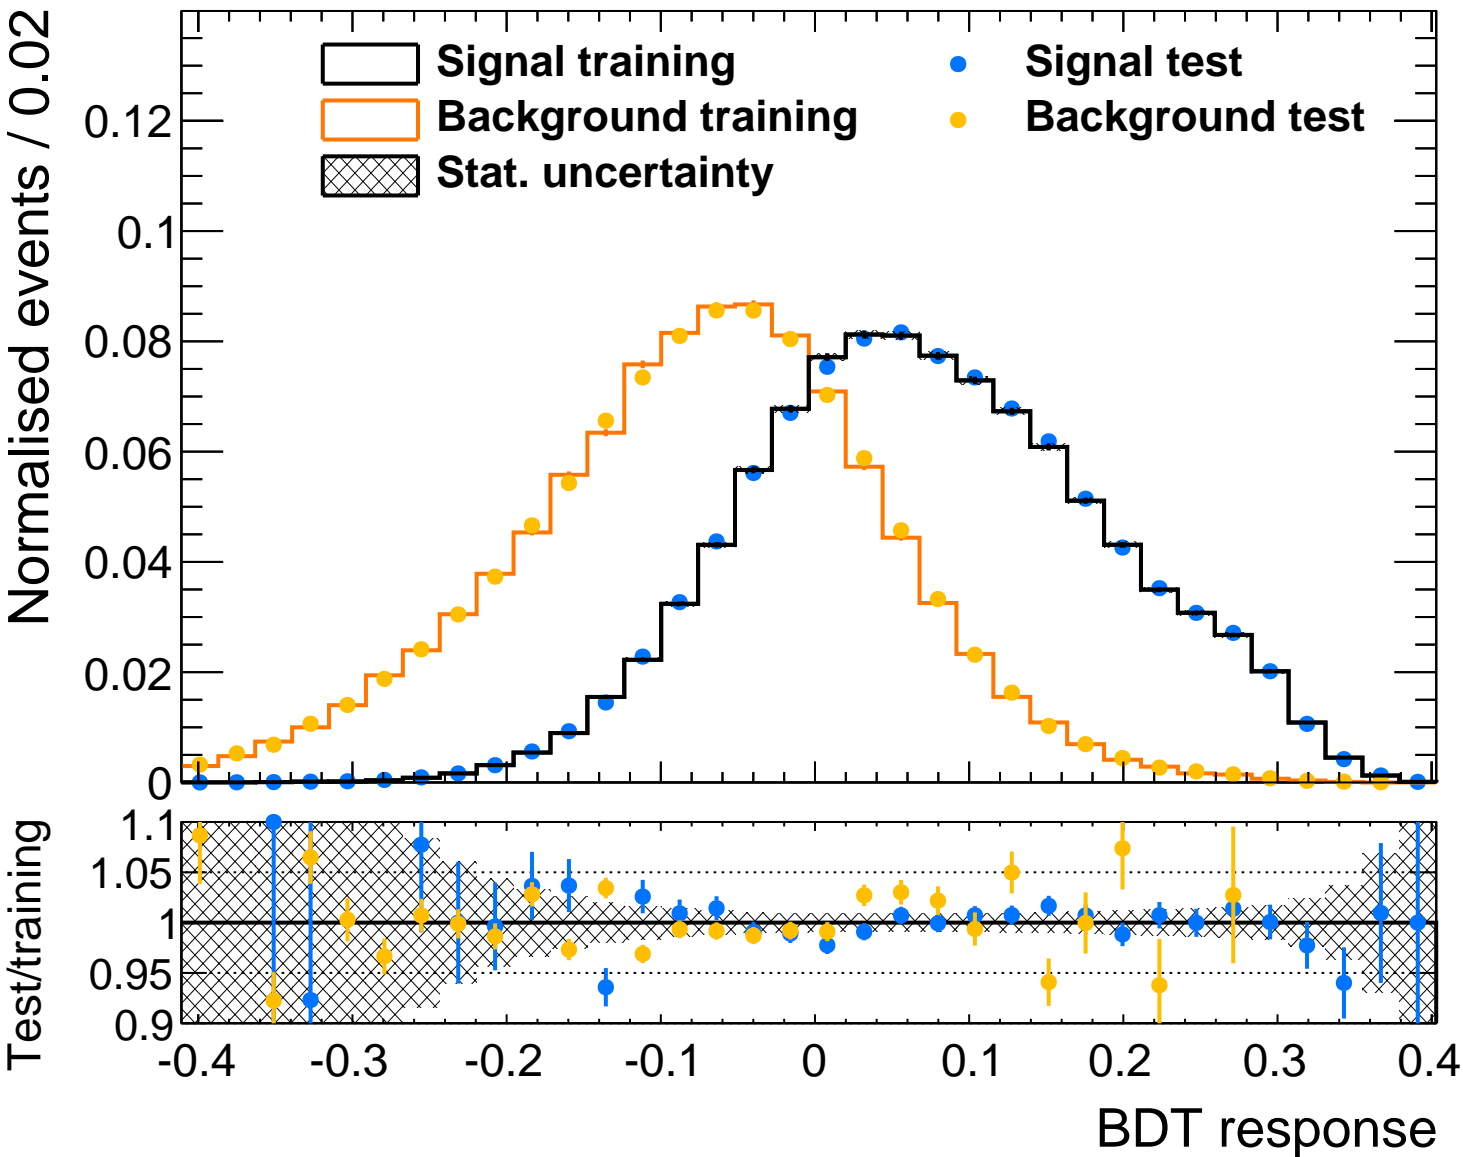 Normalised events / 0.02
Signal training
Signal test
Background training
Background test
Stat. uncertainty
0.12
0.1
0.08
0.06
0.04
0.02
0
Test/training
1.1
1.05
1
0.95
0.9
-0.4 -0.3 -0.2 -0.1 0 0.1 0.2 0.3 0.4
BDT response